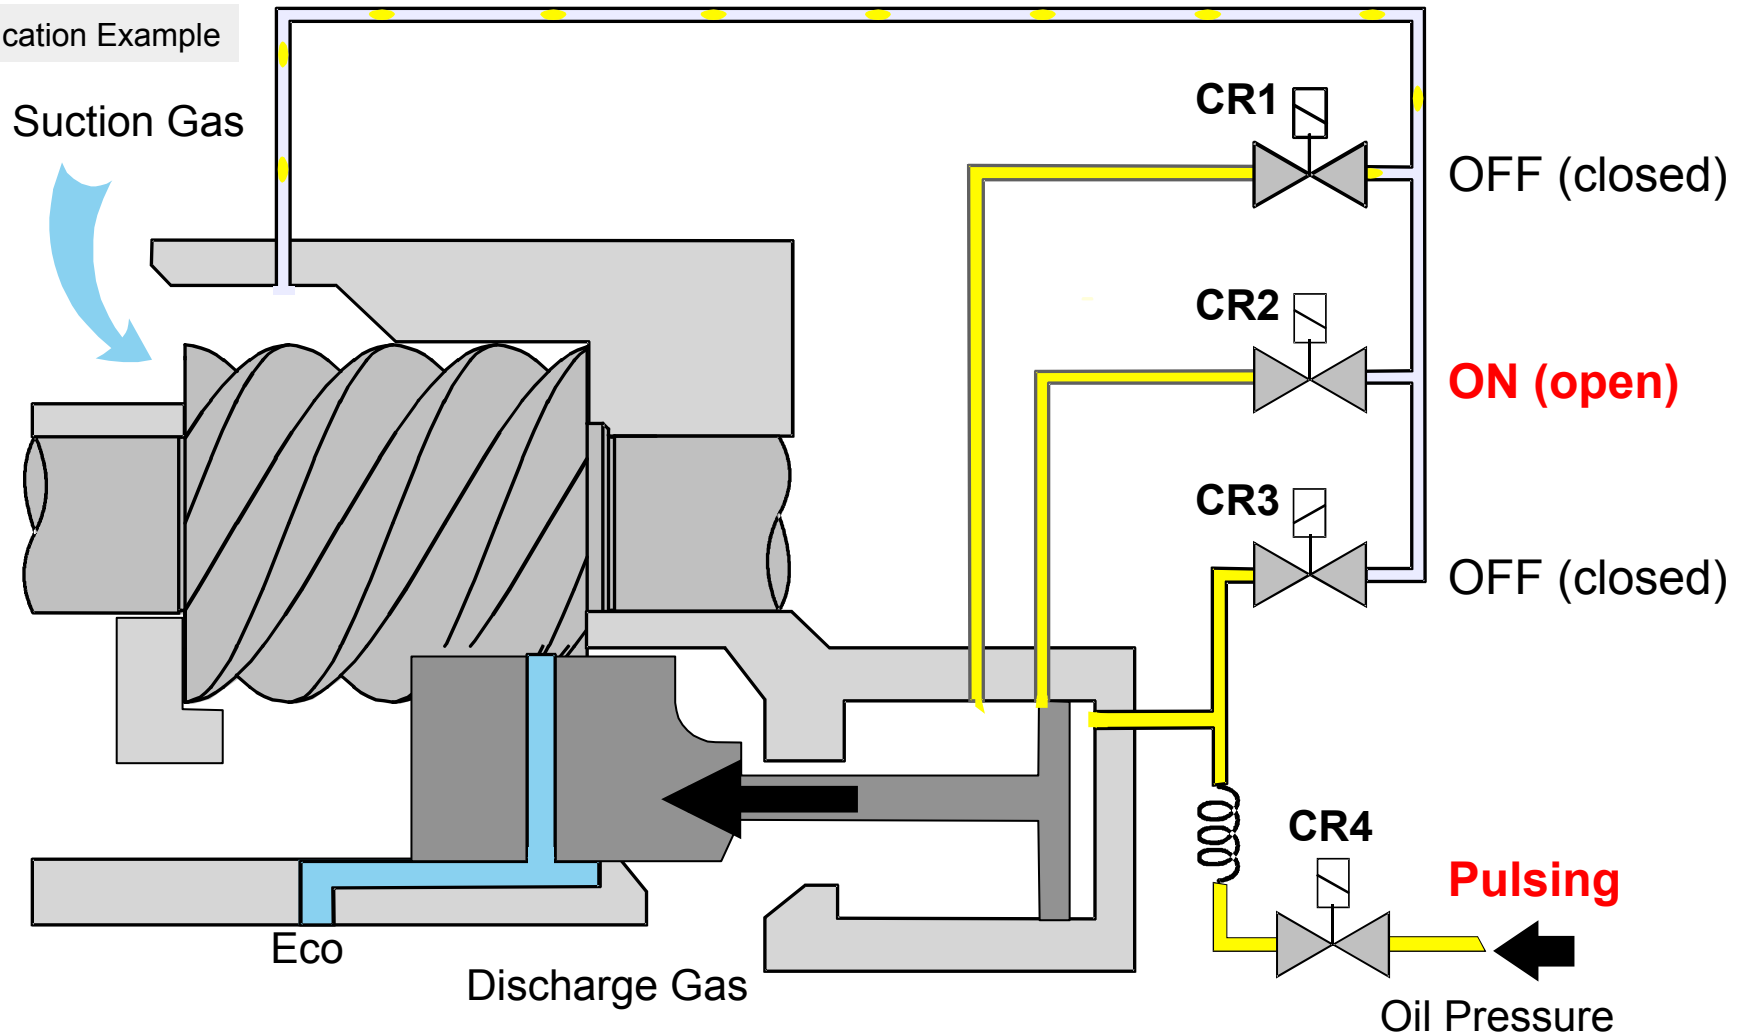 cation Example
Suction Gas
CR1
OFF (closed)
CR2
ON (open)
CR3
OFF (closed)
CR4
Pulsing
Eco
Discharge Gas
Oil Pressure